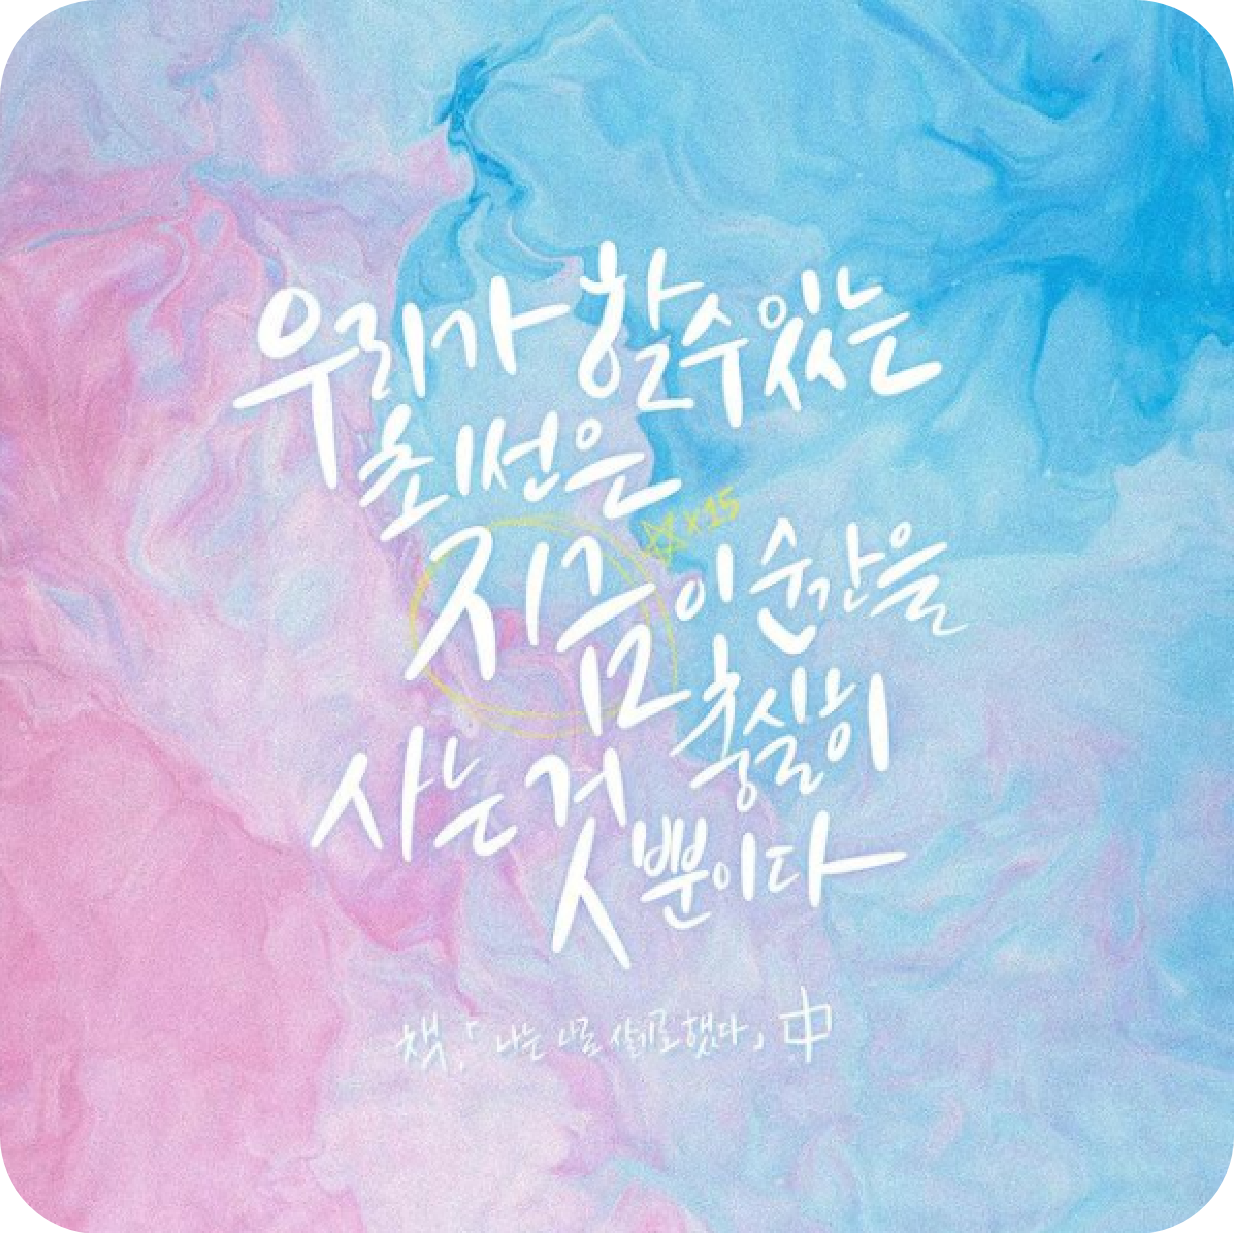 우리가 할 수 있는
최선은
☆×15
지금 이 순간을
충실히
사는 것
뿐이다
책, 「나는 나로 살기로 했다」 中